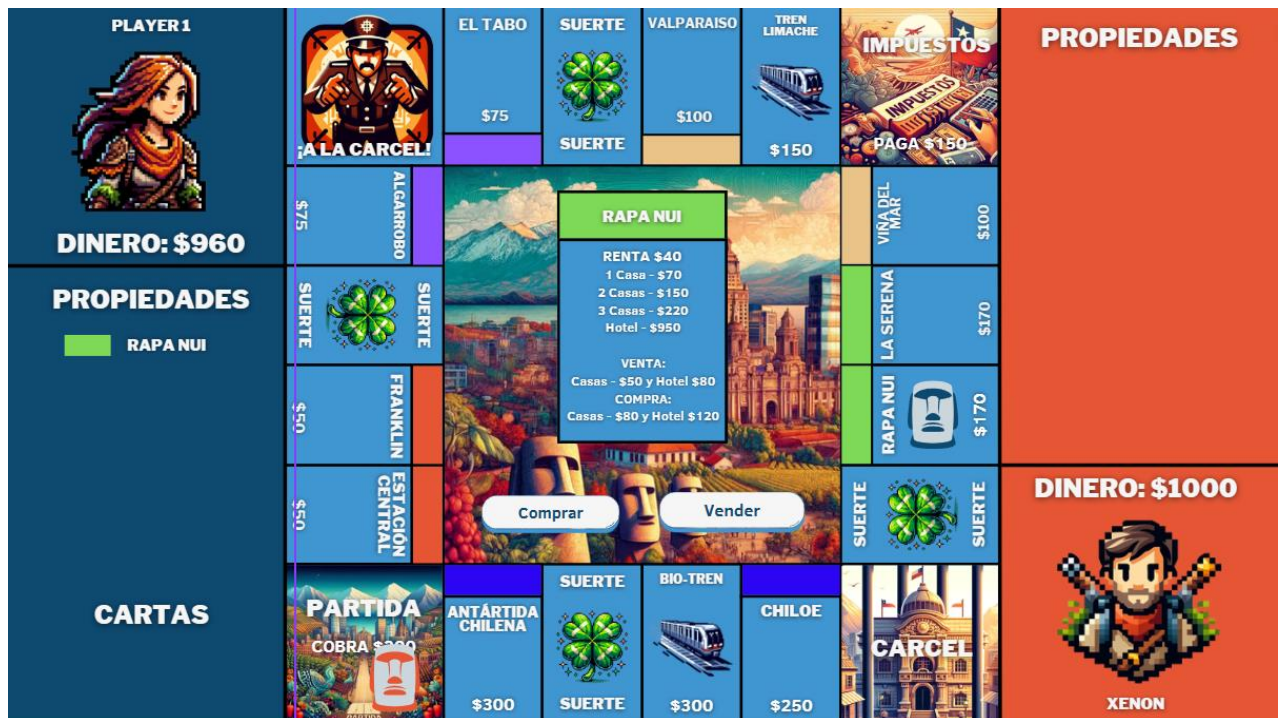 PLAYER 1
DINERO: $960
PROPIEDADES
RAPA NUI
CARTAS
¡A LA CARCEL!
EL TABO
$75
SUERTE
SUERTE
VALPARAISO
$100
TREN
LIMACHE
$150
IMPUESTOS
IMPUESTOS
PAGA $150
ALGARROBO
$75
SUERTE
SUERTE
FRANKLIN
$50
ESTACIÓN
CENTRAL
$50
RAPA NUI
RENTA $40
1 Casa - $70
2 Casas - $150
3 Casas - $220
Hotel - $950
VENTA:
Casas - $50 y Hotel $80
COMPRA:
Casas - $80 y Hotel $120
Comprar
Vender
VIÑA DEL
MAR
$100
LA SERENA
$170
RAPA NUI
$170
SUERTE
SUERTE
PARTIDA
COBRA
ANTÁRTIDA
CHILENA
$300
SUERTE
SUERTE
BIO-TREN
$300
CHILOE
$250
CARCEL
PROPIEDADES
DINERO: $1000
XENON